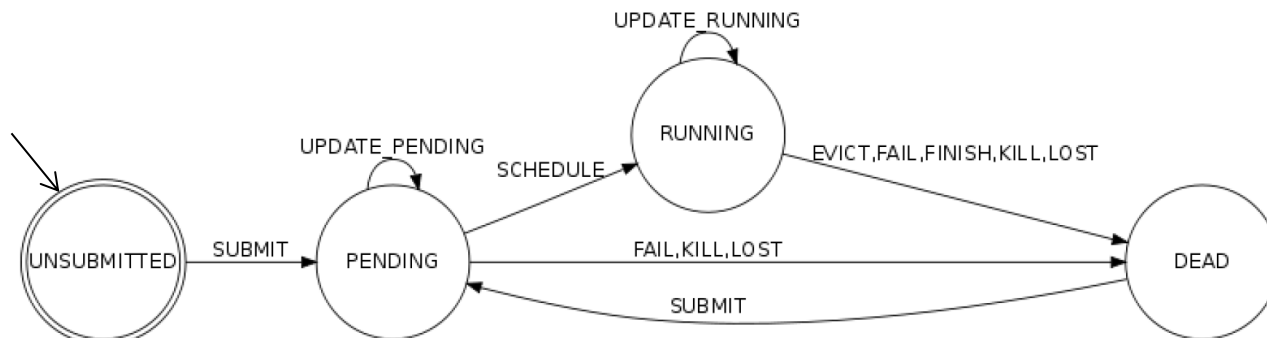 UPDATE_RUNNING
RUNNING
UPDATE_PENDING
SCHEDULE
EVICT,FAIL,FINISH,KILL,LOST
UNSUBMITTED
SUBMIT
PENDING
FAIL,KILL,LOST
DEAD
SUBMIT